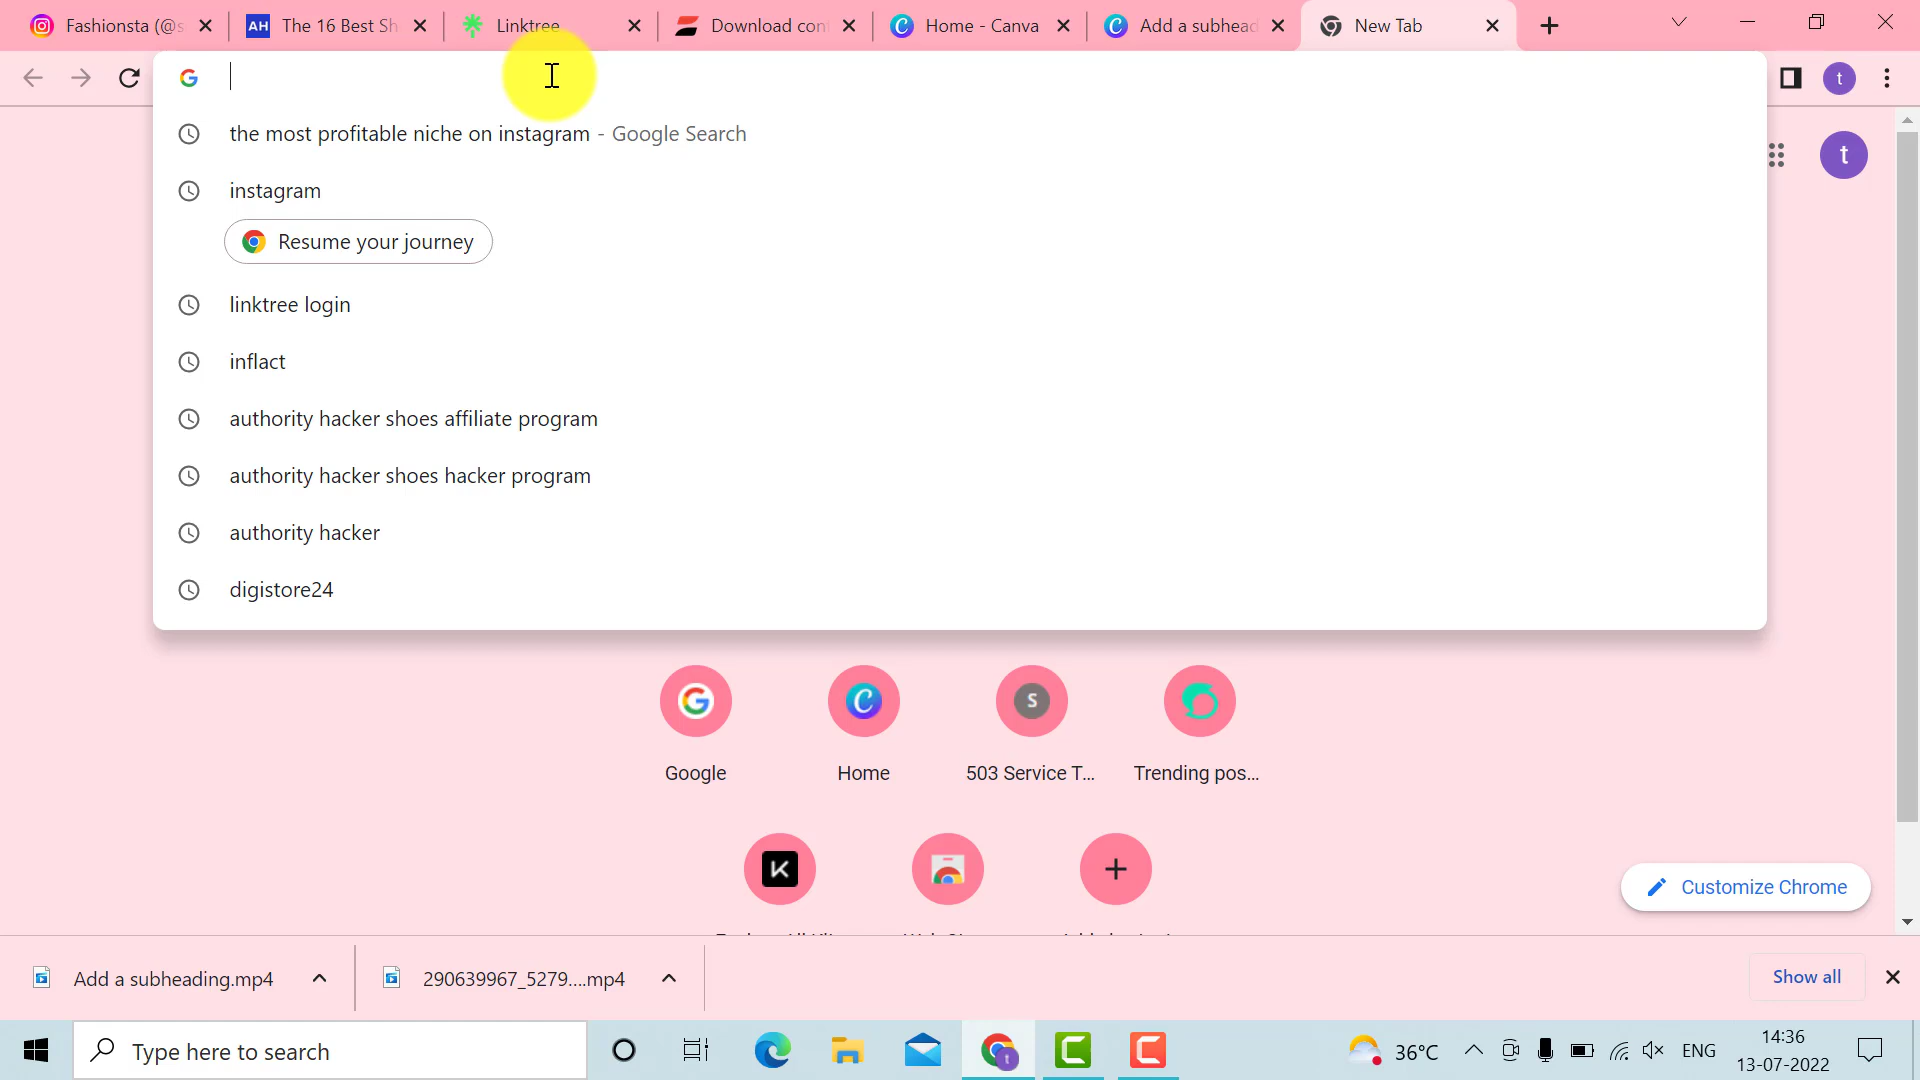 Fashionsta (@s
AH The 16 Best Sh
Linktree
Download con
Home - Canva
Add a subhead
New Tab
t
the most profitable niche on instagram - Google Search
instagram
Resume your journey
t
linktree login
inflact
authority hacker shoes affiliate program
authority hacker shoes hacker program
authority hacker
digistore24
S
Google
Home
503 Service T...
Trending pos...
K
Customize Chrome
Add a subheading.mp4
290639967_5279....mp4
Show all
Type here to search
t
36°C
ENG
14:36
13-07-2022